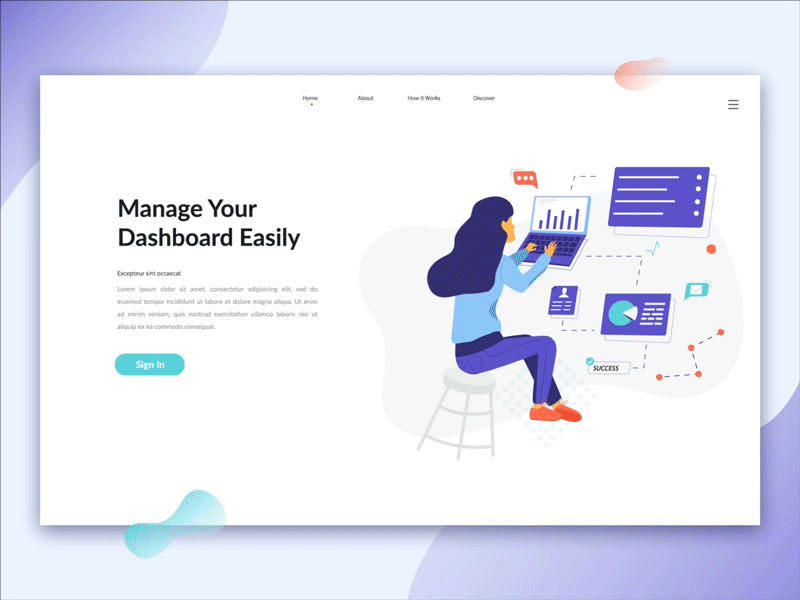 Home About How It Works Discover
Manage Your
Dashboard Easily
Excepteur sint occaecat
Lorem ipsum dolor sit amet, consectetur adipisicing elit, sed do
eiusmod tempor incididunt ut labore et dolore magna aliqua. Ut enim
ad minim veniam, quis nostrud exercitation ullamco laboris nisi ut
aliquip ex ea commodo consequat.
Sign In
SUCCESS